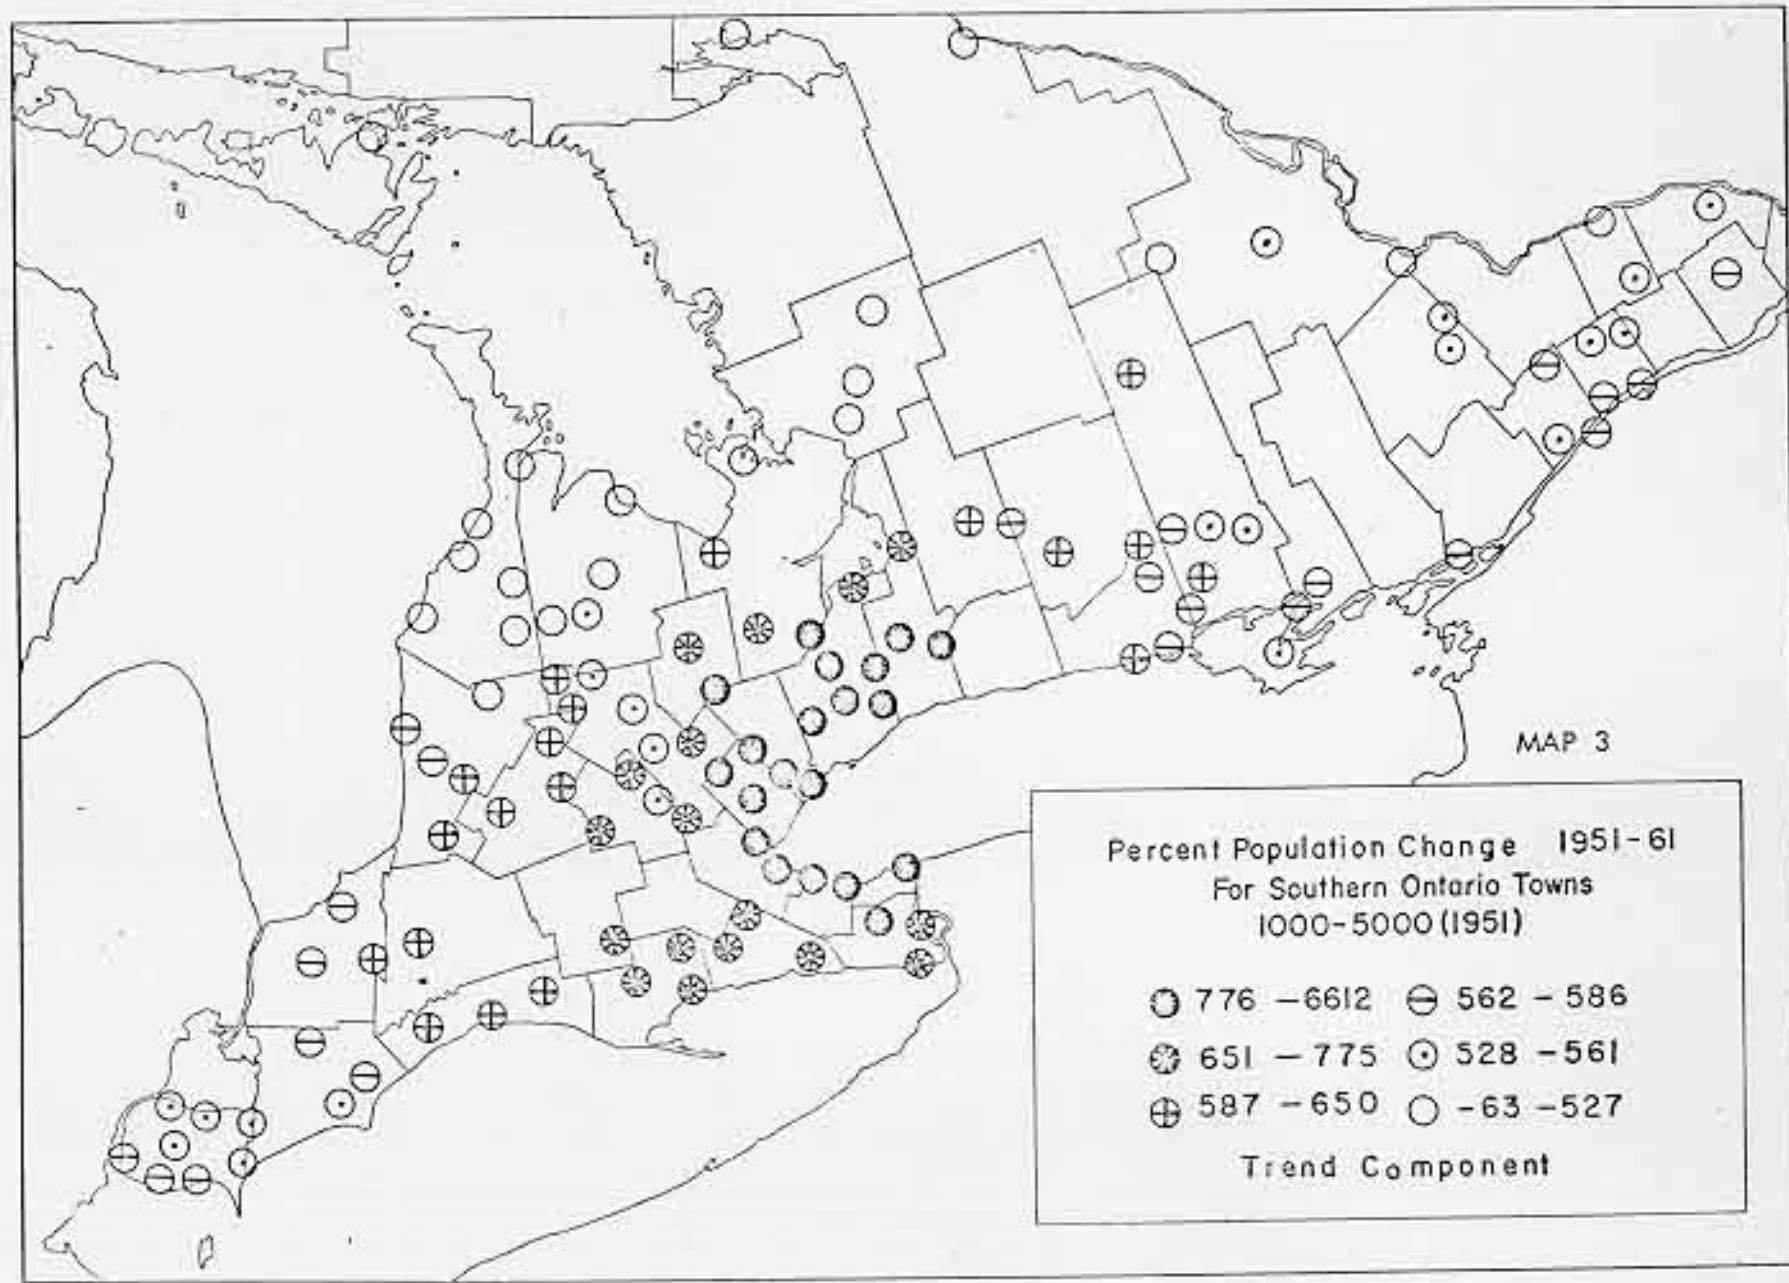 MAP 3
Percent Population Change 1951-61
For Southern Ontario Towns
1000-5000 (1951)
776 -6612 562 - 586
651 - 775 528 -561
587 -650 -63 -527
Trend Component